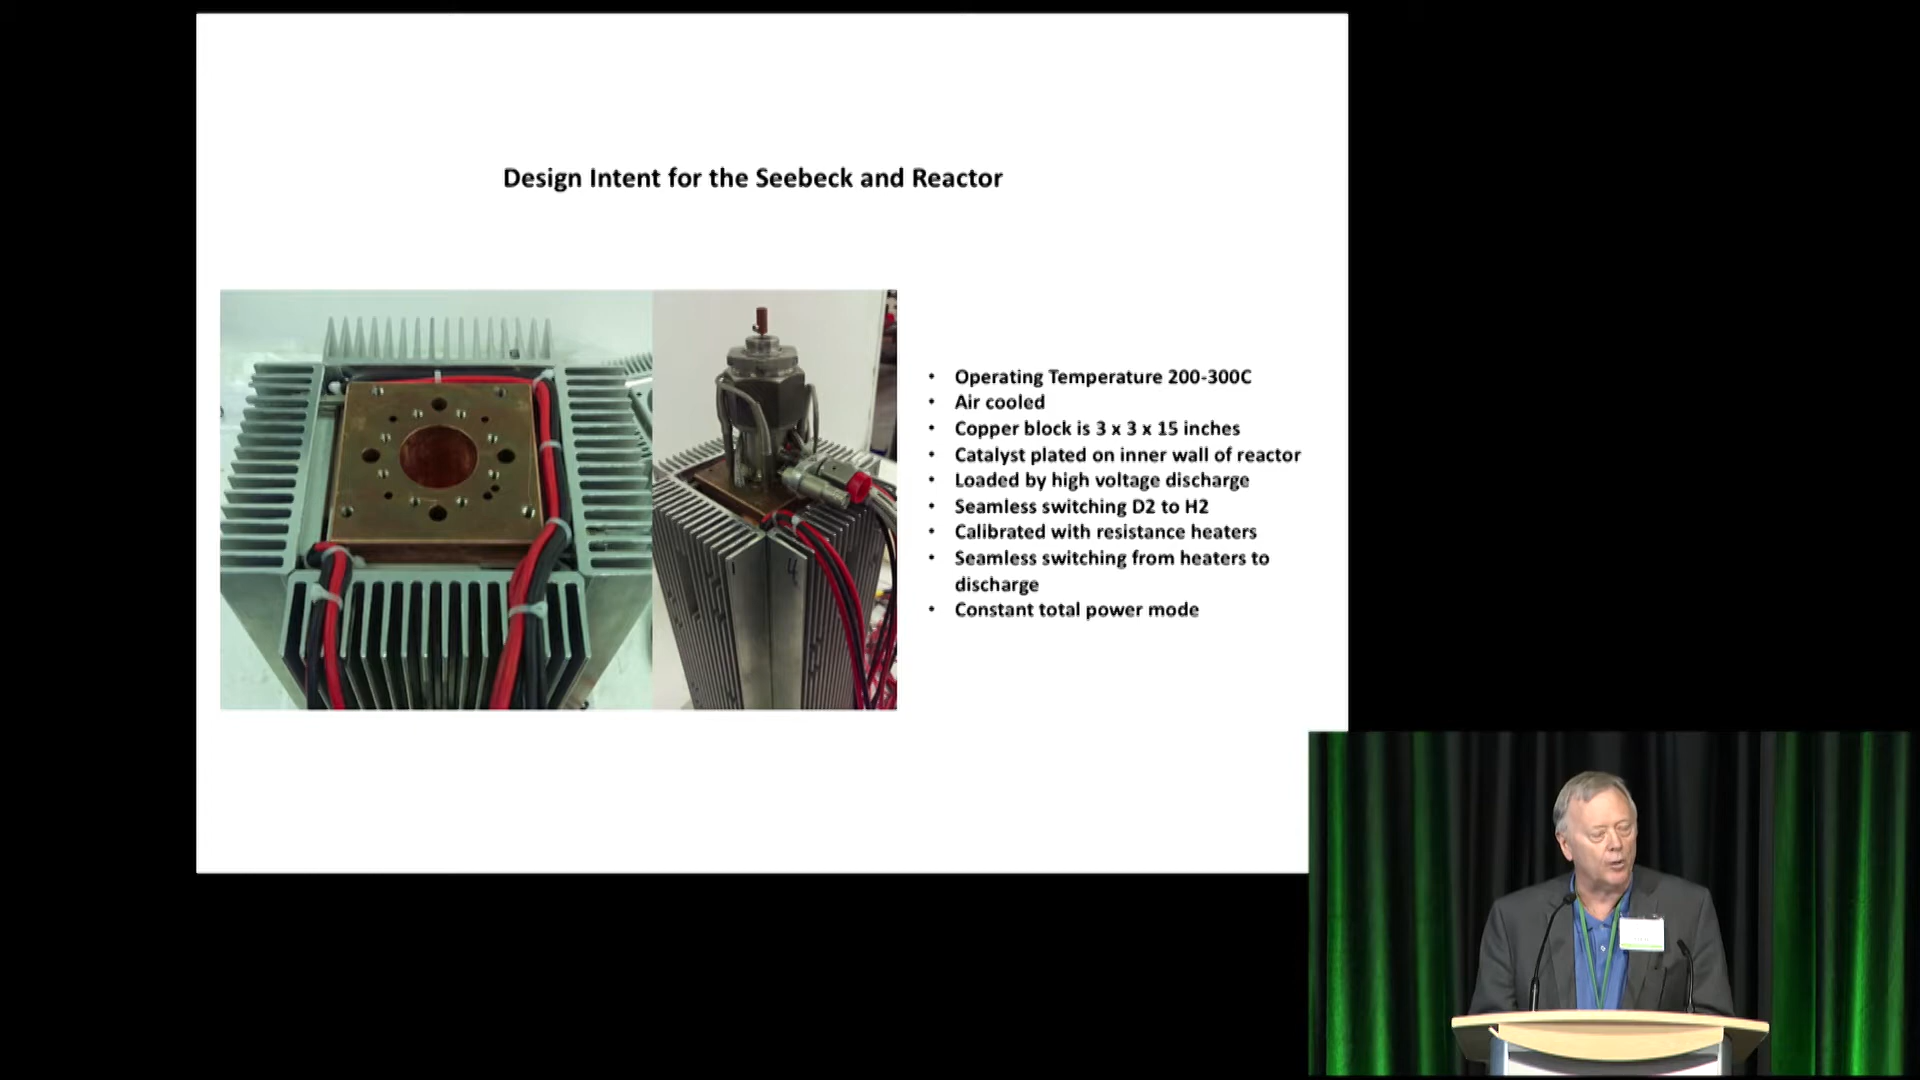 Design Intent for the Seebeck and Reactor
• Operating Temperature 200-300C
• Air cooled
• Copper block is 3 x 3 x 15 inches
• Catalyst plated on inner wall of reactor
• Loaded by high voltage discharge
• Seamless switching D2 to H2
• Calibrated with resistance heaters
• Seamless switching from heaters to
discharge
• Constant total power mode